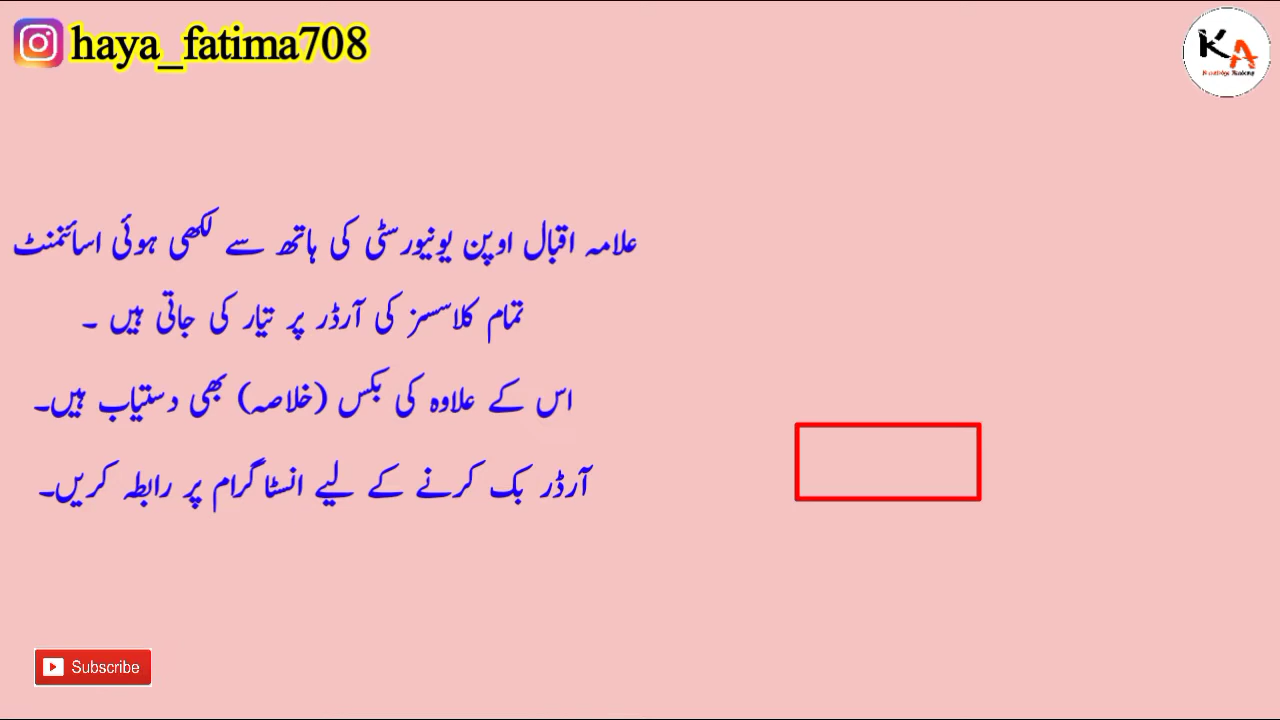 haya_fatima708
KA
Knowledge Academy
علامہ اقبال اوپن یونیورسٹی کی ہاتھ سے لکھی ہوئی اسائنمنٹ
تمام کلاسسز کی آرڈر پر تیار کی جاتی ہیں ۔
اس کے علاوہ کی بکس (خلاصہ) بھی دستیاب ہیں۔
آرڈر بک کرنے کے لیے انسٹاگرام پر رابطہ کریں۔
Subscribe